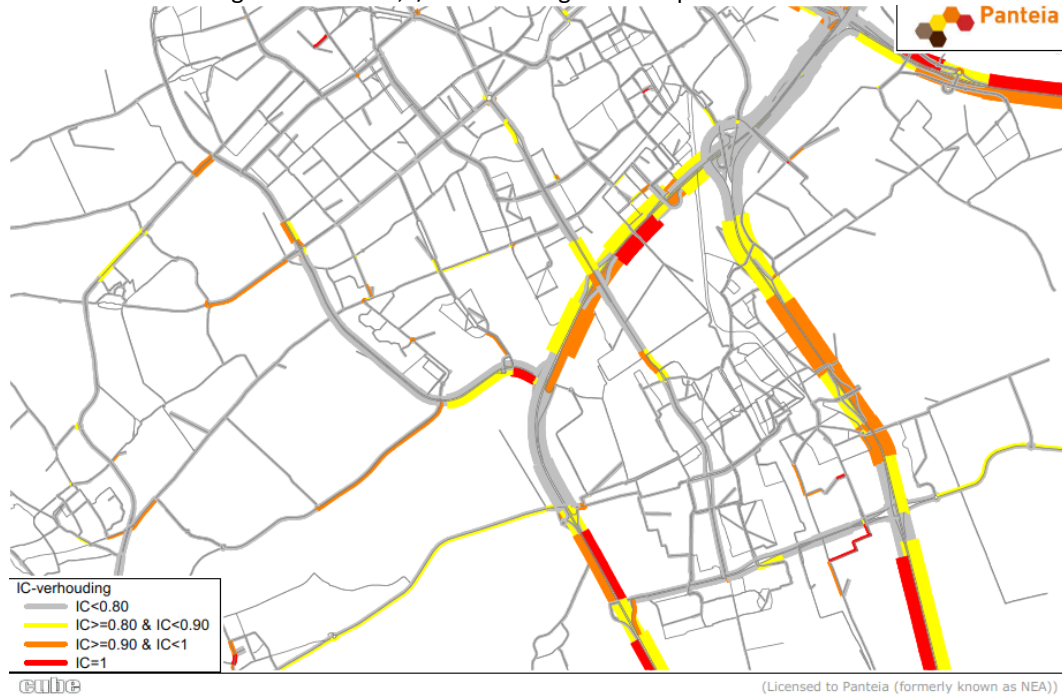 Panteia
IC-verhouding
IC<0.80
IC>=0.80 & IC<0.90
IC>=0.90 & IC<1
IC=1
cube
(Licensed to Panteia (formerly known as NEA))